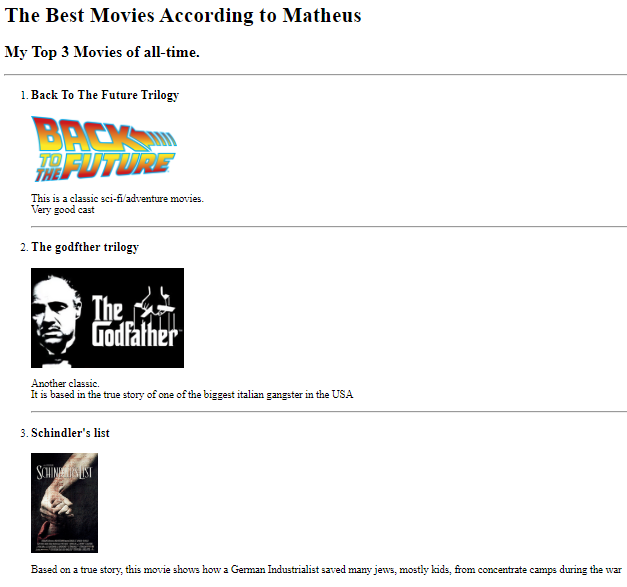 The Best Movies According to Matheus
My Top 3 Movies of all-time.
1. Back To The Future Trilogy
BACK
TO THE FUTURE
This is a classic sci-fi/adventure movies.
Very good cast
2. The godfther trilogy
The
Godfather
Another classic.
It is based in the true story of one of the biggest italian gangster in the USA
3. Schindler's list
SCHINDLER'S LIST
Based on a true story, this movie shows how a German Industrialist saved many jews, mostly kids, from concentrate camps during the war